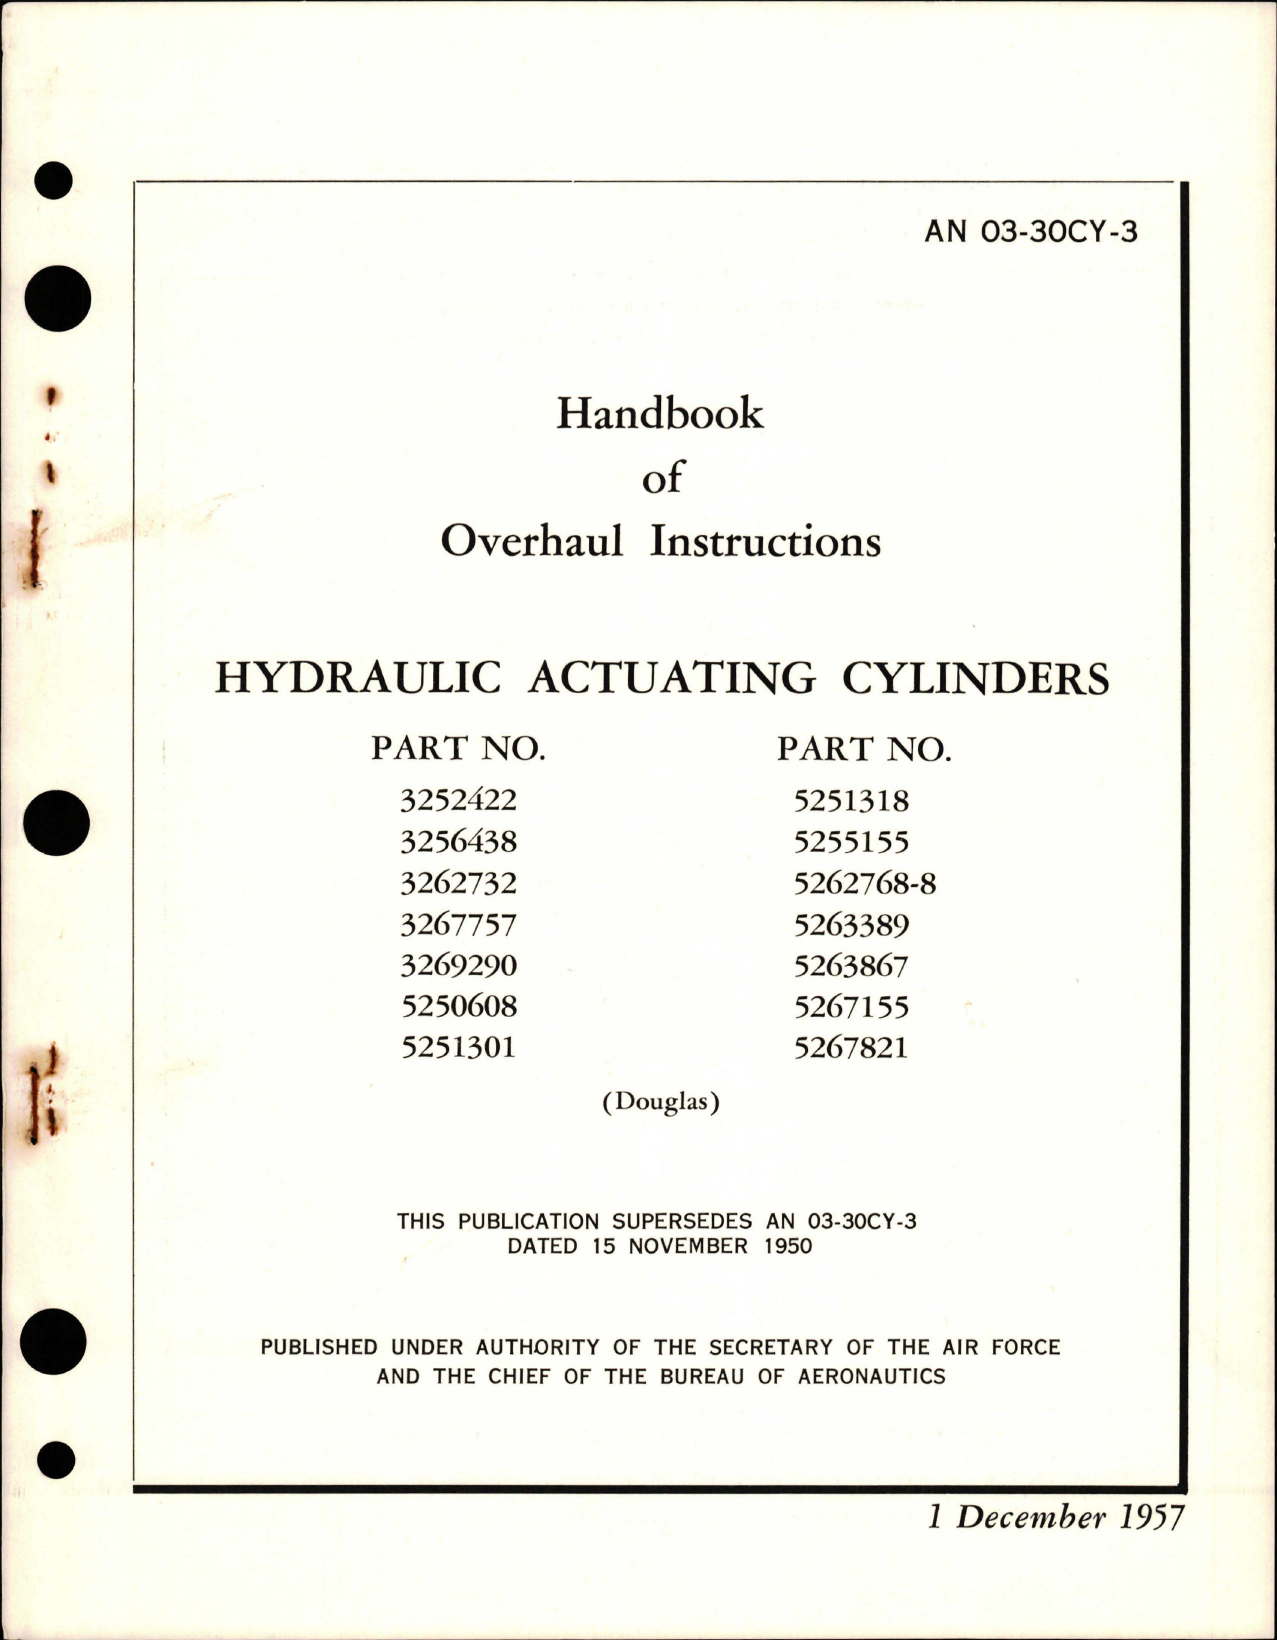 AN 03-30CY-3
Handbook
of
Overhaul Instructions
HYDRAULIC ACTUATING CYLINDERS
PART NO. PART NO.
3252422 5251318
3256438 5255155
3262732 5262768-8
3267757 5263389
3269290 5263867
5250608 5267155
5251301 5267821
(Douglas)
THIS PUBLICATION SUPERSEDES AN 03-30CY-3
DATED 15 NOVEMBER 1950
PUBLISHED UNDER AUTHORITY OF THE SECRETARY OF THE AIR FORCE
AND THE CHIEF OF THE BUREAU OF AERONAUTICS
1 December 1957